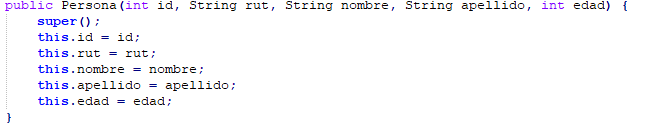 public Persona(int id, String rut, String nombre, String apellido, int edad) {
    super();
    this.id = id;
    this.rut = rut;
    this.nombre = nombre;
    this.apellido = apellido;
    this.edad = edad;
}